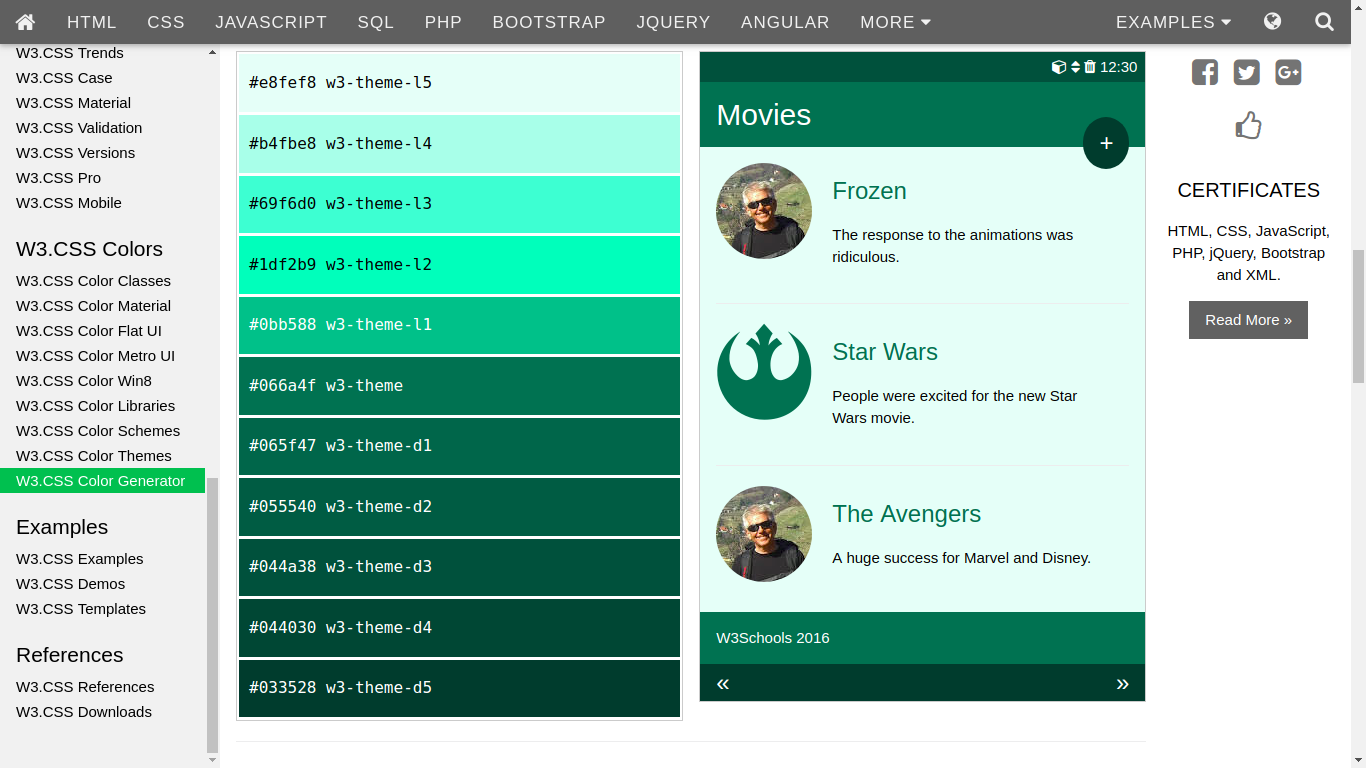 HTML CSS JAVASCRIPT SQL PHP BOOTSTRAP JQUERY ANGULAR MORE EXAMPLES
W3.CSS Trends
W3.CSS Case
W3.CSS Material
W3.CSS Validation
W3.CSS Versions
W3.CSS Pro
W3.CSS Mobile
W3.CSS Colors
W3.CSS Color Classes
W3.CSS Color Material
W3.CSS Color Flat UI
W3.CSS Color Metro UI
W3.CSS Color Win8
W3.CSS Color Libraries
W3.CSS Color Schemes
W3.CSS Color Themes
W3.CSS Color Generator
Examples
W3.CSS Examples
W3.CSS Demos
W3.CSS Templates
References
W3.CSS References
W3.CSS Downloads
#e8fef8 w3-theme-l5
#b4fbe8 w3-theme-l4
#69f6d0 w3-theme-l3
#1df2b9 w3-theme-l2
#0bb588 w3-theme-l1
#066a4f w3-theme
#065f47 w3-theme-d1
#055540 w3-theme-d2
#044a38 w3-theme-d3
#044030 w3-theme-d4
#033528 w3-theme-d5
12:30
Movies
+
Frozen
The response to the animations was
ridiculous.
Star Wars
People were excited for the new Star
Wars movie.
The Avengers
A huge success for Marvel and Disney.
W3Schools 2016
« »
CERTIFICATES
HTML, CSS, JavaScript,
PHP, jQuery, Bootstrap
and XML.
Read More »